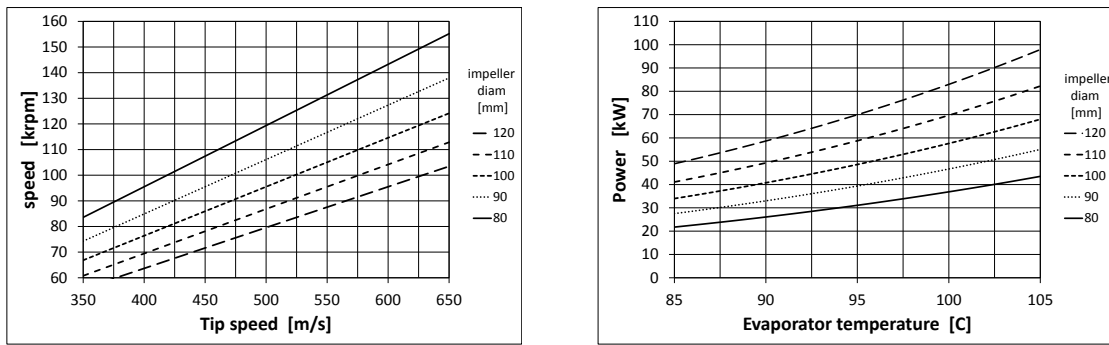 160
150
140
130
120
110
100
90
80
70
60
speed [krpm]
350 400 450 500 550 600 650
Tip speed [m/s]
impeller
diam
[mm]
120
110
100
90
80
110
100
90
80
70
60
50
40
30
20
10
0
Power [kW]
85 90 95 100 105
Evaporator temperature [C]
impeller
diam
[mm]
120
110
100
90
80